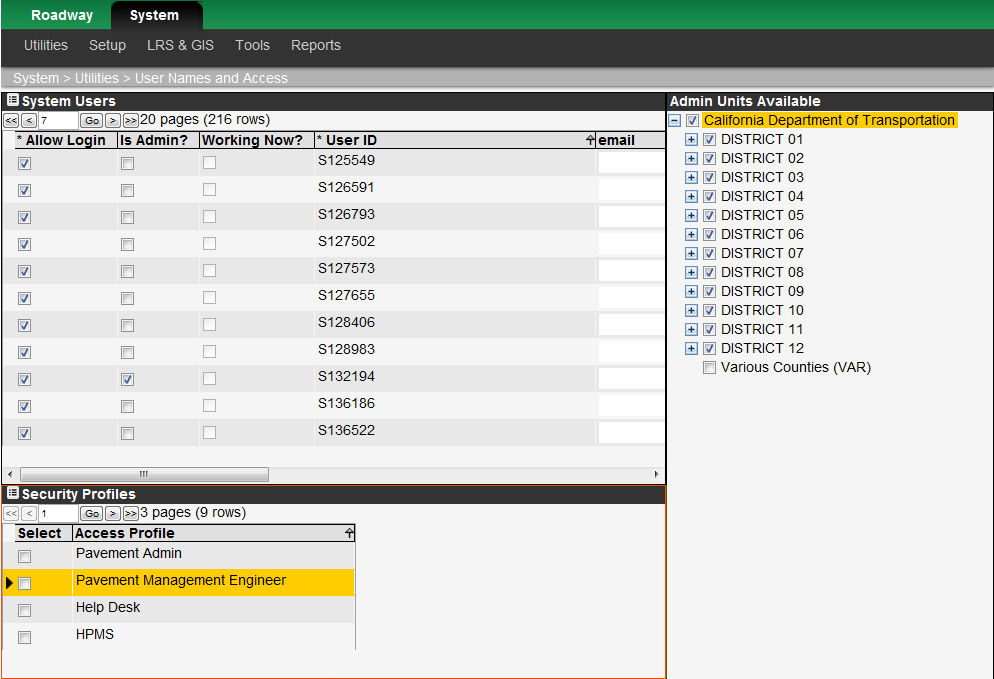 Roadway System
Utilities Setup LRS & GIS Tools Reports
System > Utilities > User Names and Access
System Users
<< < 7 Go > >> 20 pages (216 rows)
* Allow Login Is Admin? Working Now? * User ID email
S125549
S126591
S126793
S127502
S127573
S127655
S128406
S128983
S132194
S136186
S136522
Security Profiles
<< < 1 Go > >> 3 pages (9 rows)
Select Access Profile
Pavement Admin
Pavement Management Engineer
Help Desk
HPMS
Admin Units Available
California Department of Transportation
DISTRICT 01
DISTRICT 02
DISTRICT 03
DISTRICT 04
DISTRICT 05
DISTRICT 06
DISTRICT 07
DISTRICT 08
DISTRICT 09
DISTRICT 10
DISTRICT 11
DISTRICT 12
Various Counties (VAR)